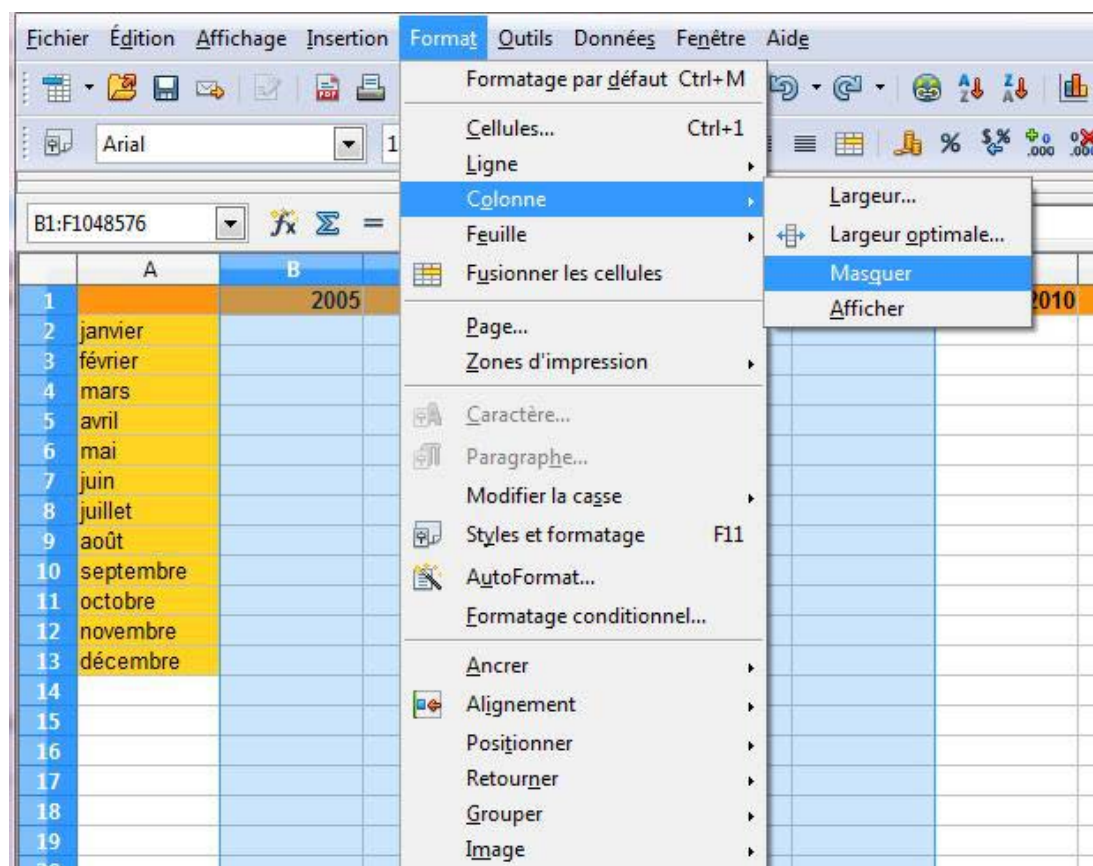 Fichier Édition Affichage Insertion Format Outils Données Fenêtre Aide
Formatage par défaut Ctrl+M
Arial
1
Cellules... Ctrl+1
Ligne
Colonne
Feuille
Fusionner les cellules
Page...
Zones d'impression
Caractère...
Paragraphe...
Modifier la casse
Styles et formatage F11
AutoFormat...
Formatage conditionnel...
Ancrer
Alignement
Positionner
Retourner
Grouper
Image
Largeur...
Largeur optimale...
Masquer
Afficher
B1:F1048576
A B
1 2005 2010
2 janvier
3 février
4 mars
5 avril
6 mai
7 juin
8 juillet
9 août
10 septembre
11 octobre
12 novembre
13 décembre
14
15
16
17
18
19